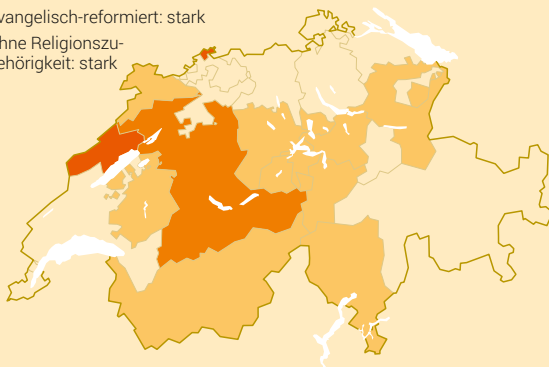 vangelisch-reformiert: stark
hne Religionszu-
ehörigkeit: stark